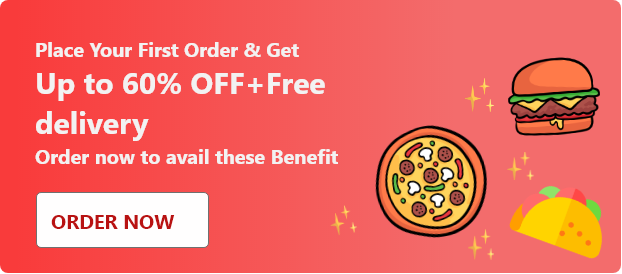 Place Your First Order & Get
Up to 60% OFF+Free
delivery
Order now to avail these Benefit
ORDER NOW